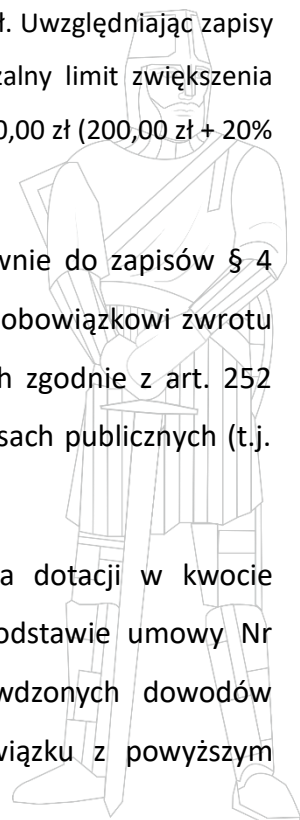 ł. Uwzględniając zapisy
zalny limit zwiększenia
0,00 zł (200,00 zł + 20%
wnie do zapisów § 4
obowiązkowi zwrotu
h zgodnie z art. 252
sach publicznych (t.j.
a dotacji w kwocie
odstawie umowy Nr
wdzonych dowodów
wiązku z powyższym